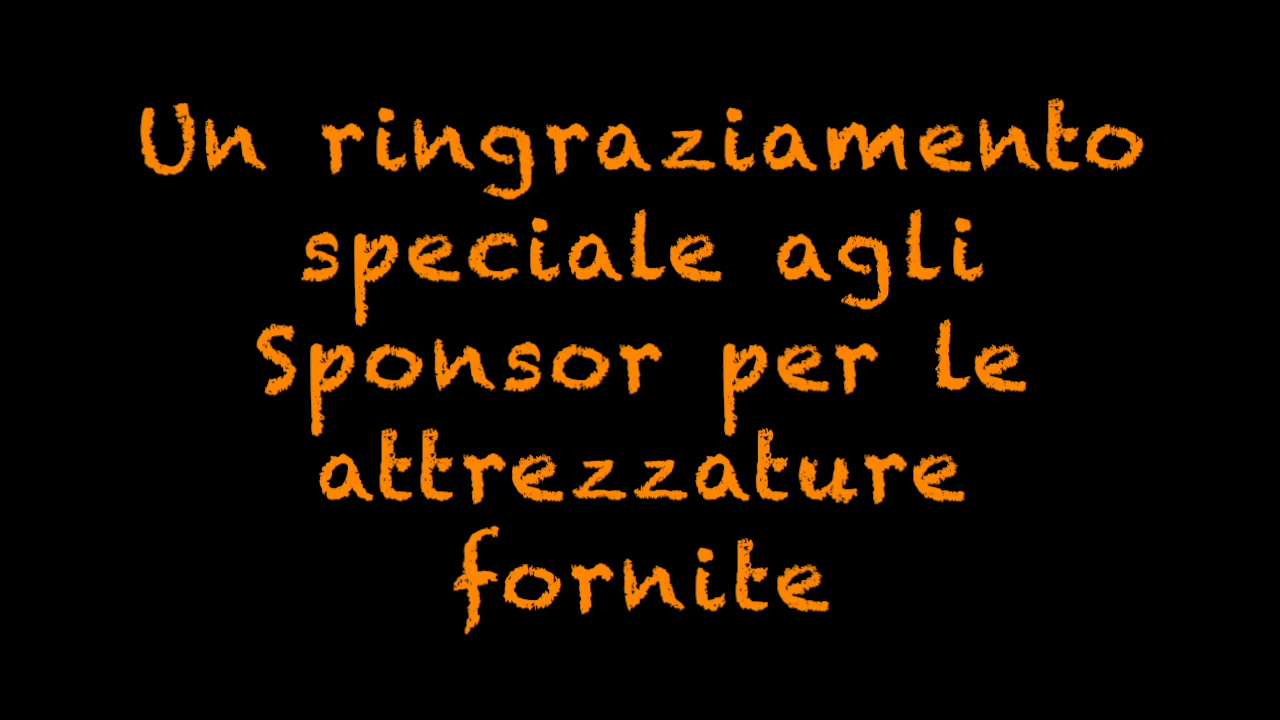 Un ringraziamento
speciale agli
Sponsor per le
attrezzature
fornite